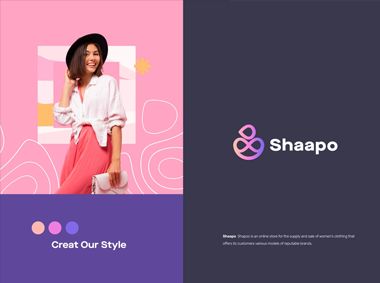 Shaapo
Creat Our Style
Shaapo. Shapoo is an online store for the supply and sale of women's clothing that
offers its customers various models of reputable brands.